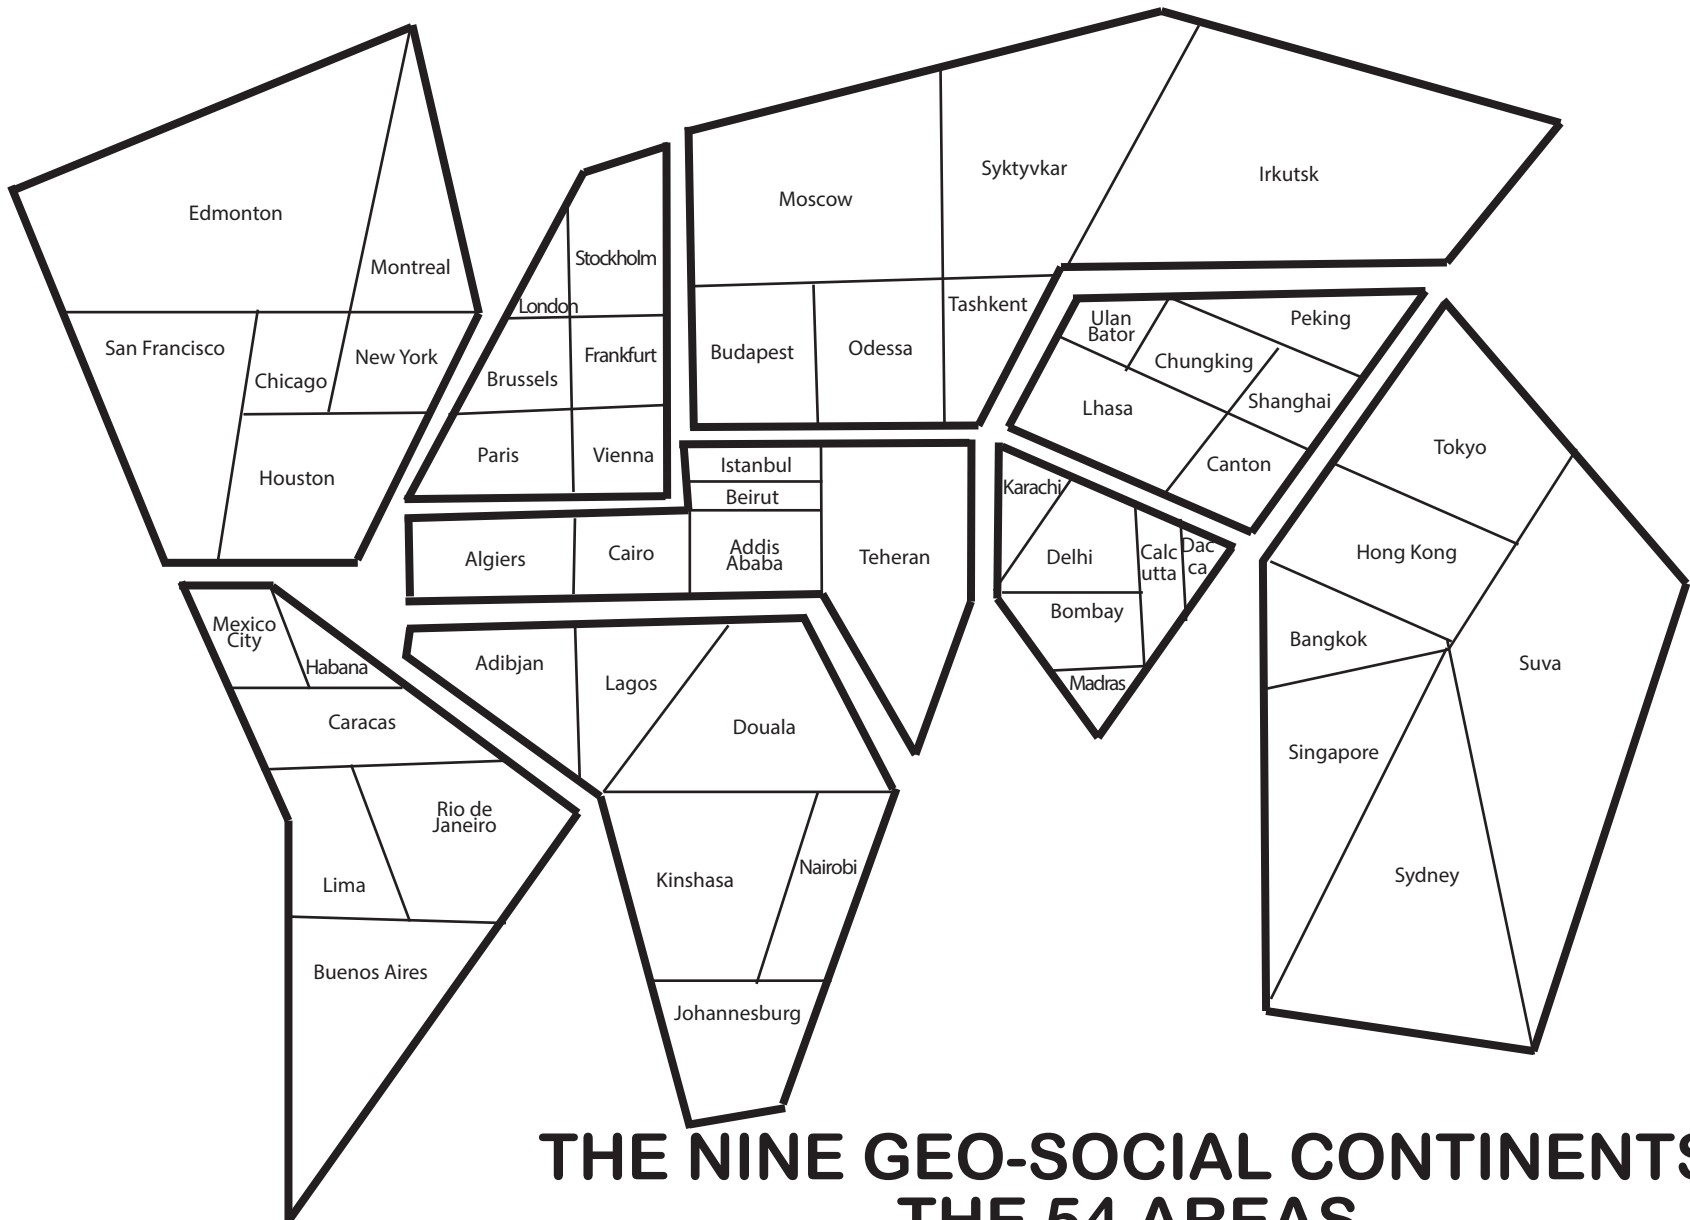 Edmonton
Montreal
San Francisco
Chicago
New York
Houston
Stockholm
London
Brussels
Frankfurt
Paris
Vienna
Moscow
Syktyvkar
Irkutsk
Budapest
Odessa
Tashkent
Ulan
Bator
Peking
Chungking
Lhasa
Shanghai
Canton
Istanbul
Beirut
Algiers
Cairo
Addis
Ababa
Teheran
Karachi
Delhi
Calc
utta
Dac
ca
Bombay
Madras
Tokyo
Hong Kong
Bangkok
Suva
Singapore
Sydney
Mexico
City
Habana
Caracas
Rio de
Janeiro
Lima
Buenos Aires
Adibjan
Lagos
Douala
Kinshasa
Nairobi
Johannesburg
THE NINE GEO-SOCIAL CONTINENTS
THE 54 AREAS